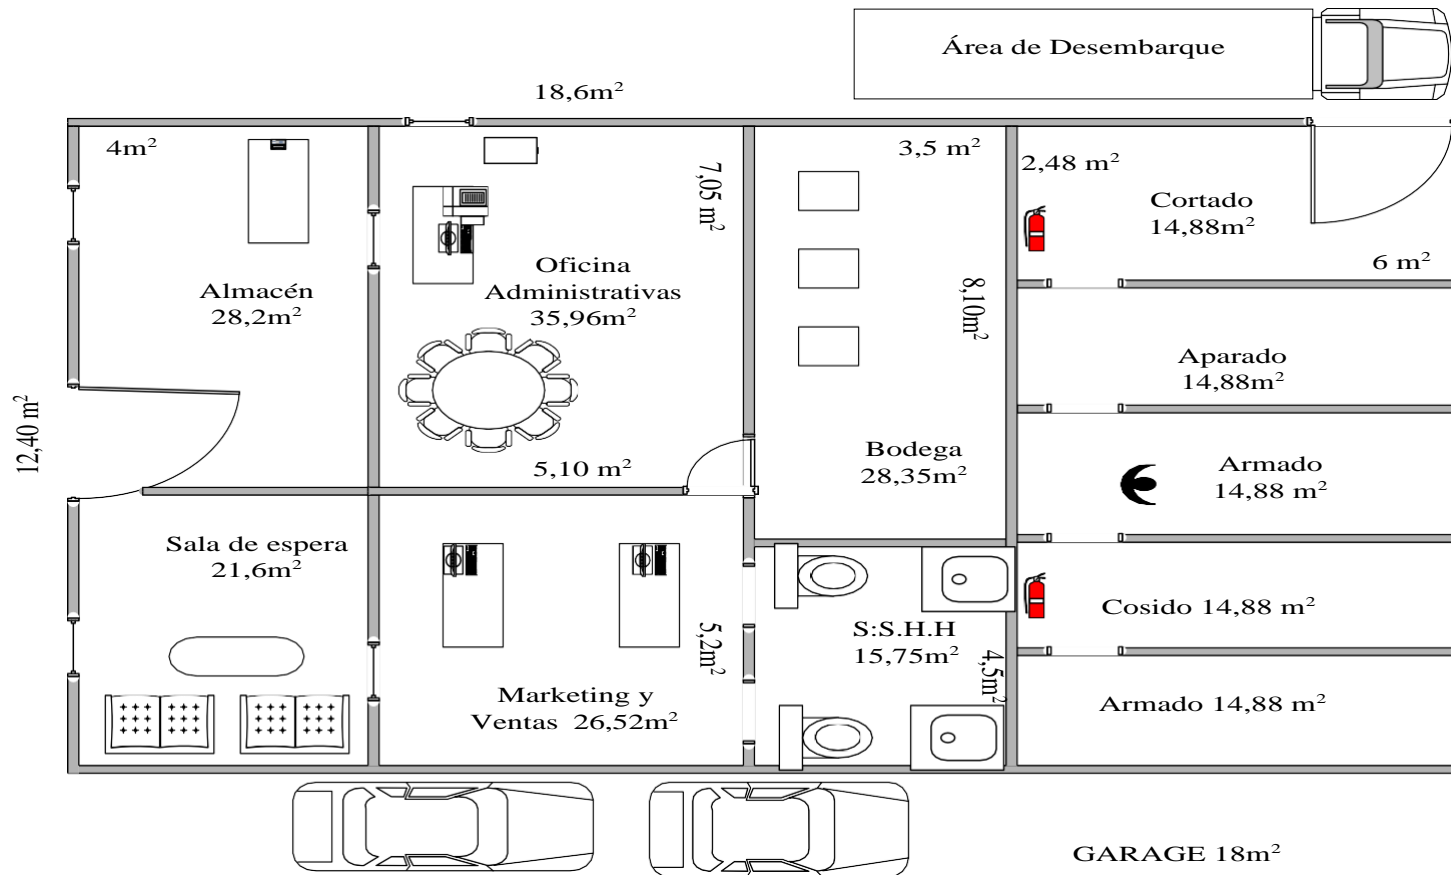 Área de Desembarque
18,6m²
4m²
3,5 m²
2,48 m²
7,05 m²
Cortado
14,88m²
6 m²
Oficina
Administrativas
35,96m²
Almacén
28,2m²
8,10m²
Aparado
14,88m²
12,40 m²
5,10 m²
Bodega
28,35m²
Armado
14,88 m²
Sala de espera
21,6m²
Cosido 14,88 m²
S:S.H.H
15,75m²
5,2m²
4,5m²
Marketing y
Ventas 26,52m²
Armado 14,88 m²
GARAGE 18m²